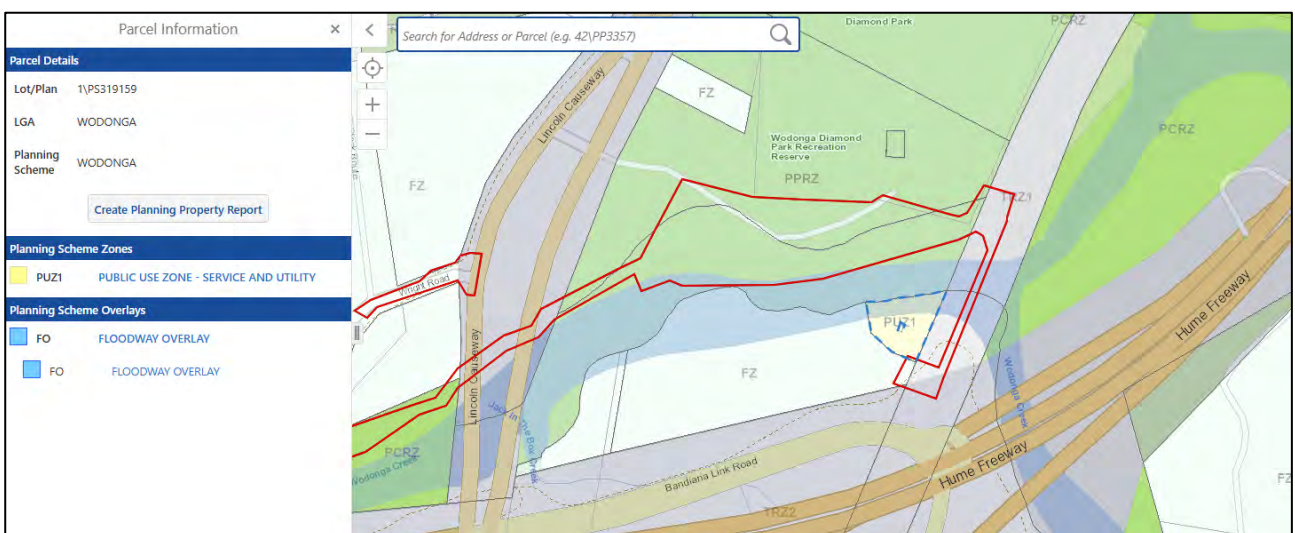 Parcel Information
×
Parcel Details
Lot/Plan 1\PS319159
LGA WODONGA
Planning
Scheme
WODONGA
Create Planning Property Report
Planning Scheme Zones
PUZ1 PUBLIC USE ZONE - SERVICE AND UTILITY
Planning Scheme Overlays
FO FLOODWAY OVERLAY
FO FLOODWAY OVERLAY
Search for Address or Parcel (e.g. 42\PP3357)
+
−
Diamond Park
PCRZ
Lincoln Causeway
FZ
Wodonga Diamond
Park Recreation
Reserve
PCRZ
PPRZ
FZ
TRZ1
Wright Road
Hume Freeway
PUZ1
Lincoln Causeway
FZ
Wodonga Creek
Jack In The Box Creek
PCRZ
Wodonga Creek
Bandiana Link Road
Hume Freeway
TRZ2
FZ